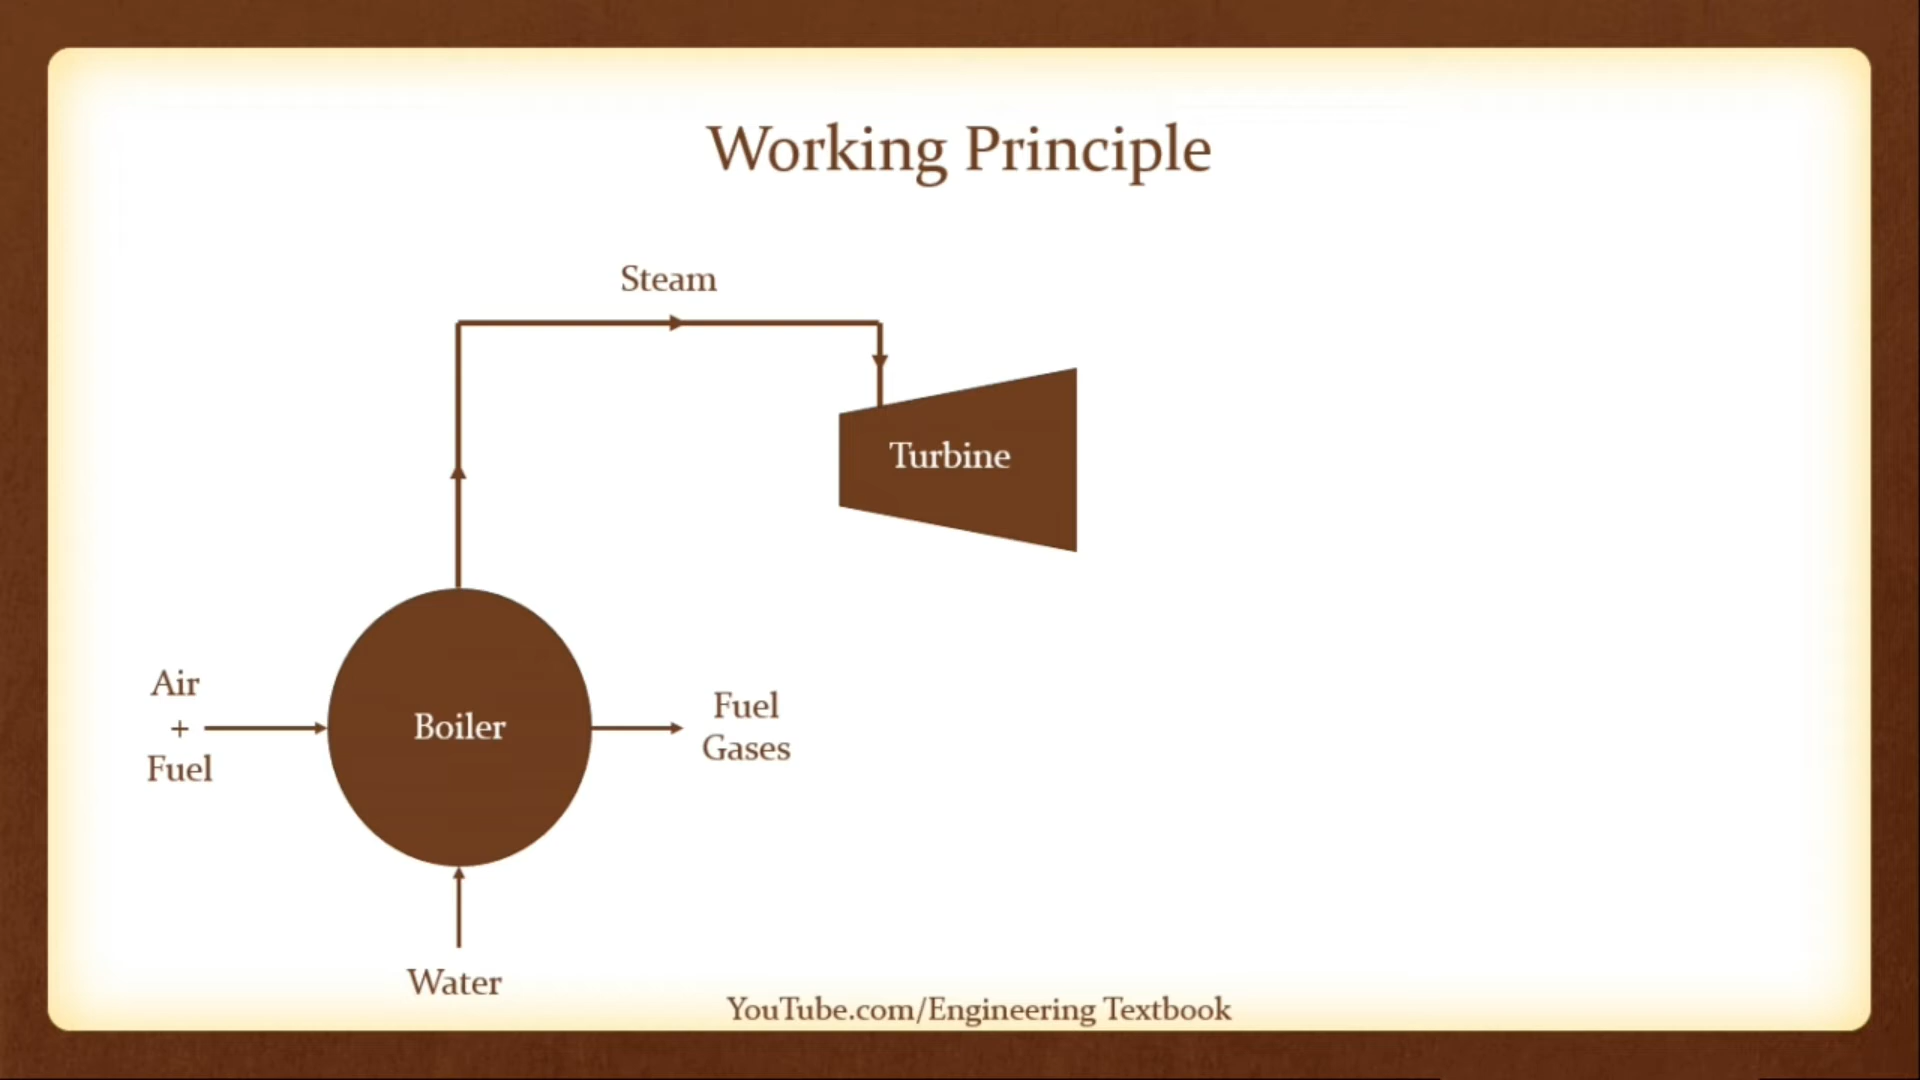 Working Principle
Steam
Turbine
Air
+
Fuel
Boiler
Fuel
Gases
Water
YouTube.com/Engineering Textbook